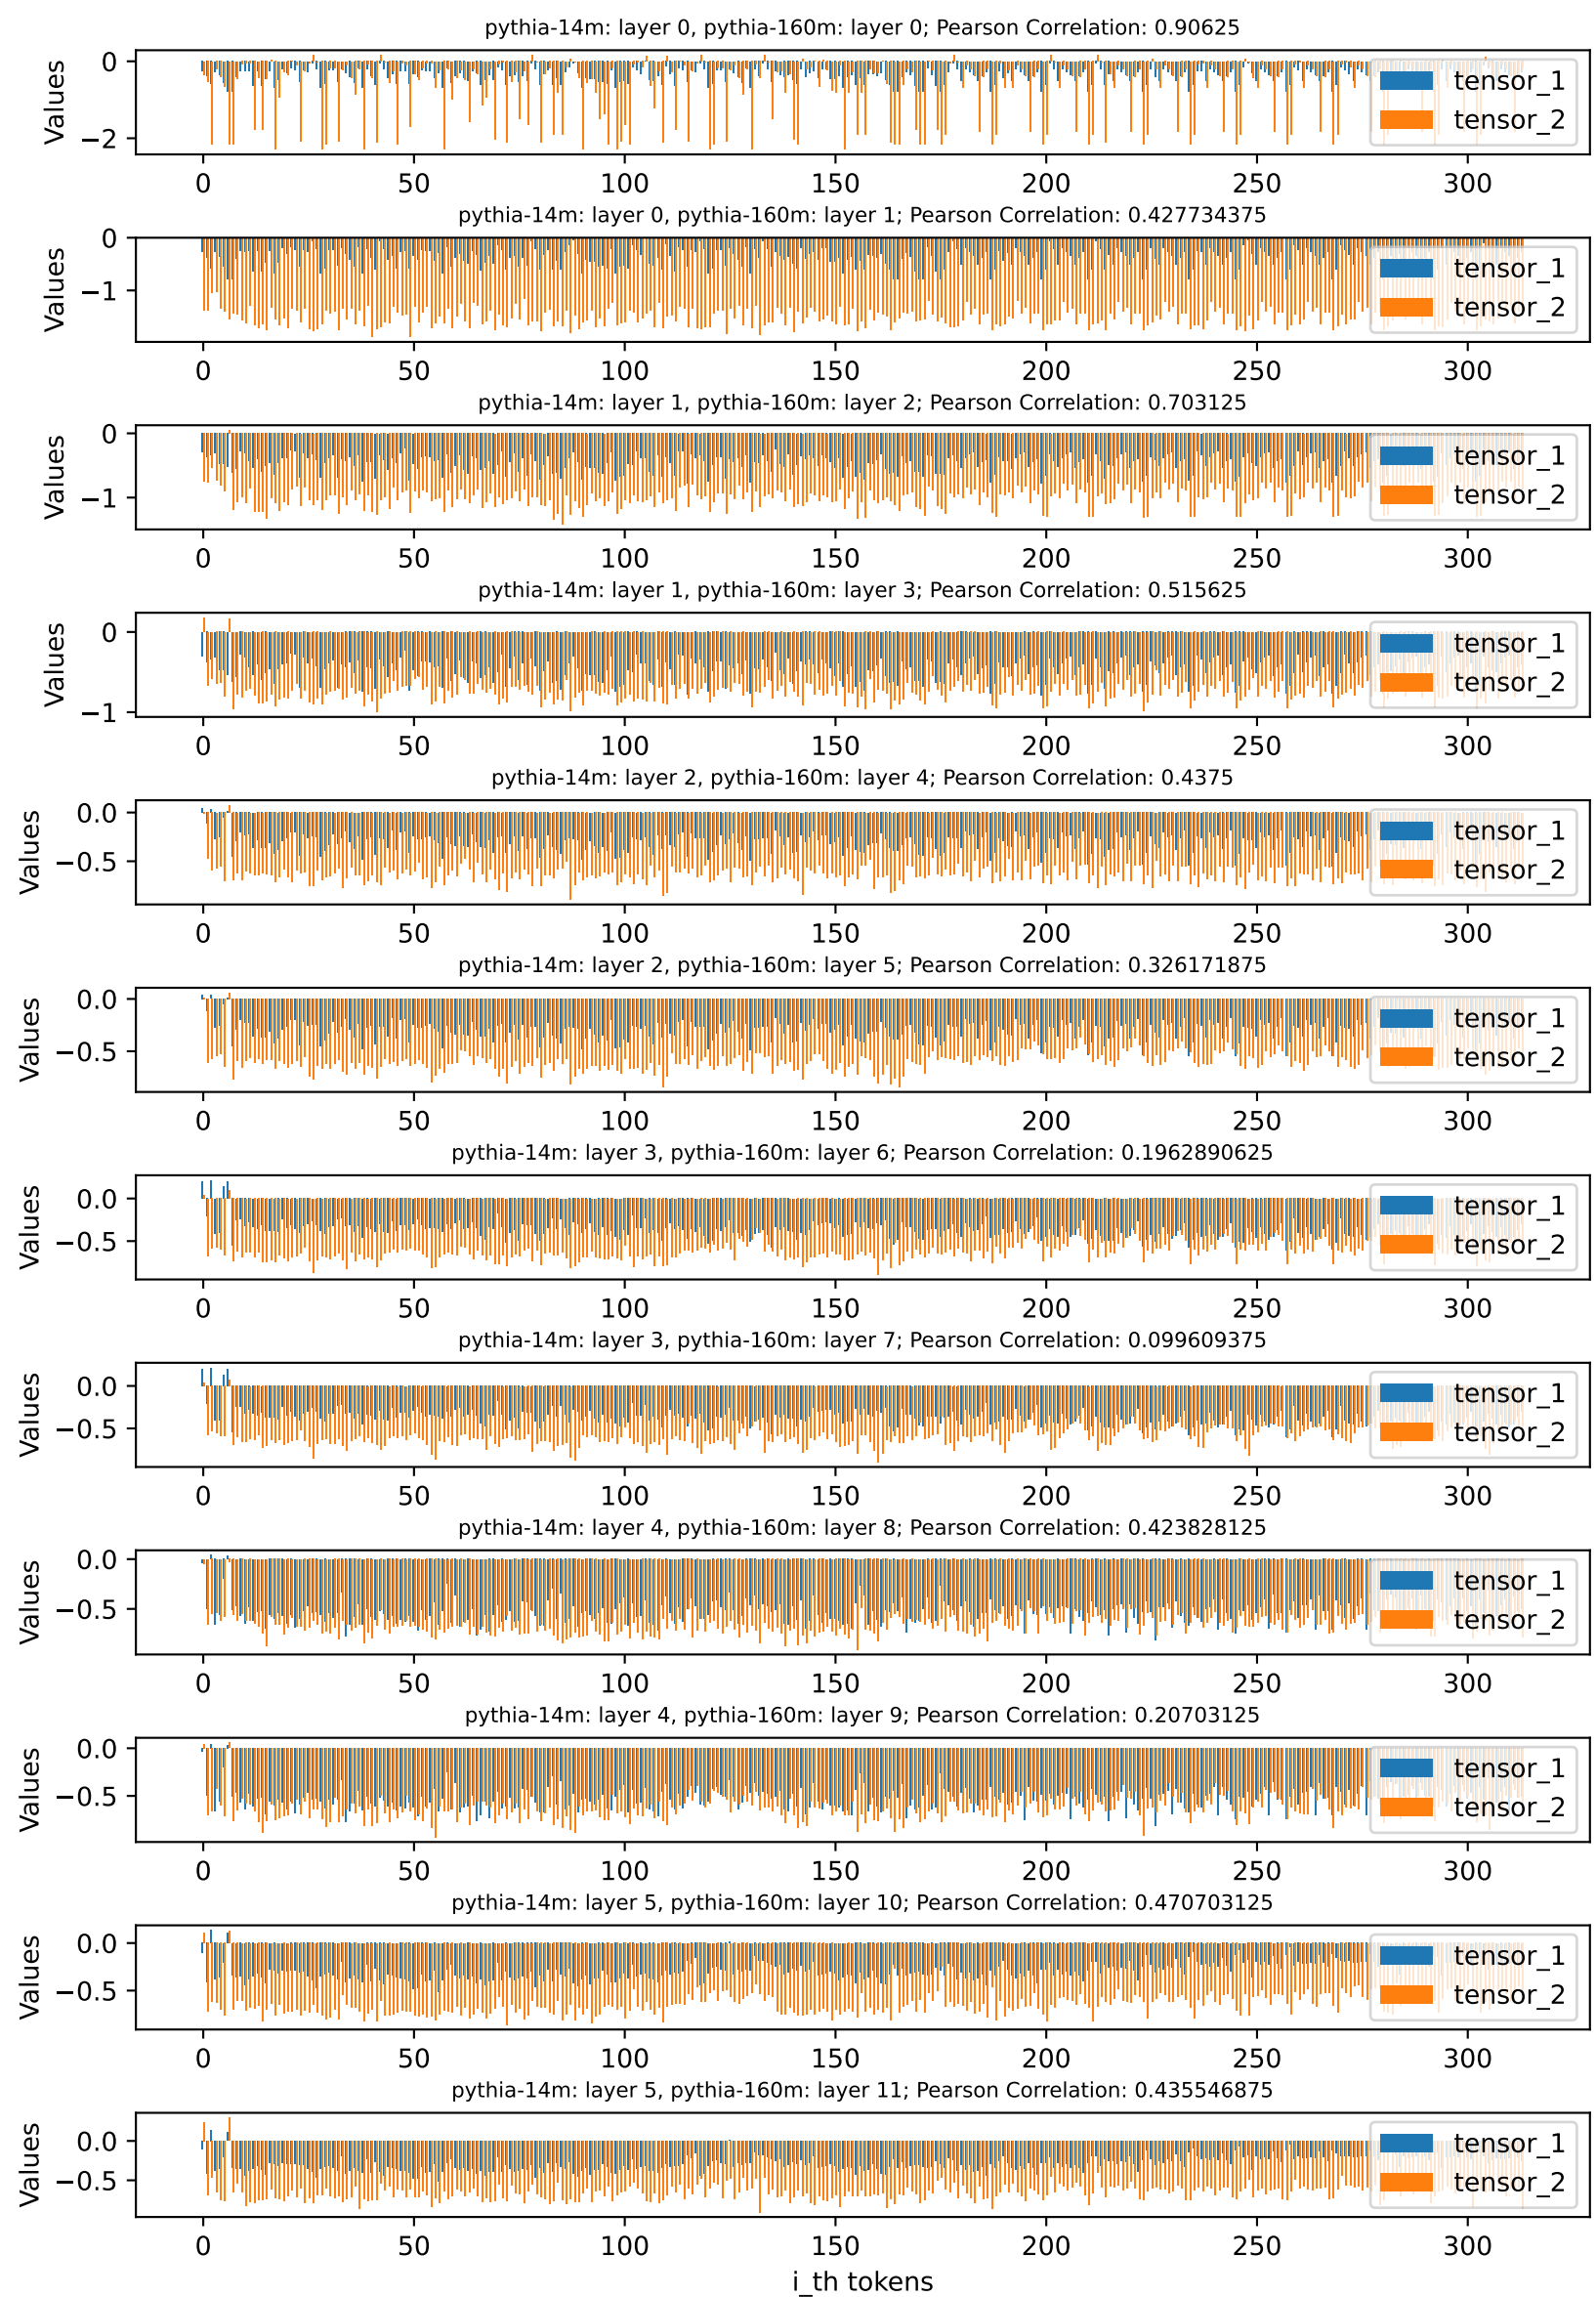 pythia-14m: layer 0, pythia-160m: layer 0; Pearson Correlation: 0.90625
Values
0
−2
tensor_1
tensor_2
0 50 100 150 200 250 300
pythia-14m: layer 0, pythia-160m: layer 1; Pearson Correlation: 0.427734375
Values
0
−1
tensor_1
tensor_2
0 50 100 150 200 250 300
pythia-14m: layer 1, pythia-160m: layer 2; Pearson Correlation: 0.703125
Values
0
−1
tensor_1
tensor_2
0 50 100 150 200 250 300
pythia-14m: layer 1, pythia-160m: layer 3; Pearson Correlation: 0.515625
Values
0
−1
tensor_1
tensor_2
0 50 100 150 200 250 300
pythia-14m: layer 2, pythia-160m: layer 4; Pearson Correlation: 0.4375
Values
0.0
−0.5
tensor_1
tensor_2
0 50 100 150 200 250 300
pythia-14m: layer 2, pythia-160m: layer 5; Pearson Correlation: 0.326171875
Values
0.0
−0.5
tensor_1
tensor_2
0 50 100 150 200 250 300
pythia-14m: layer 3, pythia-160m: layer 6; Pearson Correlation: 0.1962890625
Values
0.0
−0.5
tensor_1
tensor_2
0 50 100 150 200 250 300
pythia-14m: layer 3, pythia-160m: layer 7; Pearson Correlation: 0.099609375
Values
0.0
−0.5
tensor_1
tensor_2
0 50 100 150 200 250 300
pythia-14m: layer 4, pythia-160m: layer 8; Pearson Correlation: 0.423828125
Values
0.0
−0.5
tensor_1
tensor_2
0 50 100 150 200 250 300
pythia-14m: layer 4, pythia-160m: layer 9; Pearson Correlation: 0.20703125
Values
0.0
−0.5
tensor_1
tensor_2
0 50 100 150 200 250 300
pythia-14m: layer 5, pythia-160m: layer 10; Pearson Correlation: 0.470703125
Values
0.0
−0.5
tensor_1
tensor_2
0 50 100 150 200 250 300
pythia-14m: layer 5, pythia-160m: layer 11; Pearson Correlation: 0.435546875
Values
0.0
−0.5
tensor_1
tensor_2
0 50 100 150 200 250 300
i_th tokens